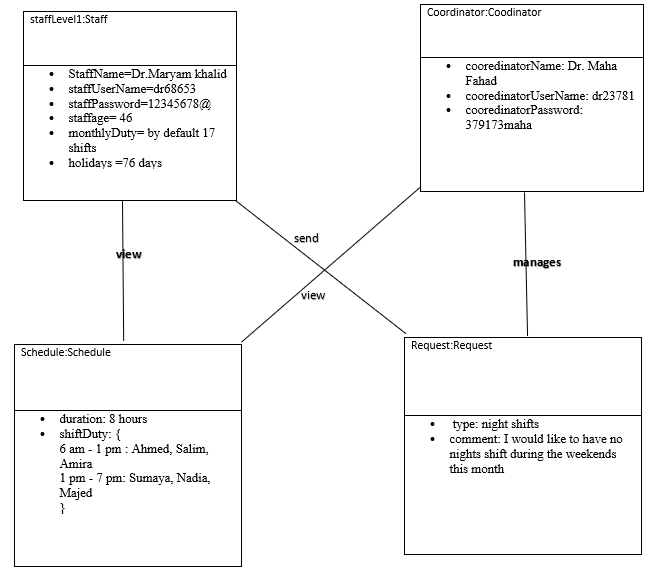 staffLevel1:Staff
• StaffName=Dr.Maryam khalid
• staffUserName=dr68653
• staffPassword=12345678@
• staffage= 46
• monthlyDuty= by default 17
shifts
• holidays =76 days
Coordinator:Coodinator
• cooredinatorName: Dr. Maha
Fahad
• cooredinatorUserName: dr23781
• cooredinatorPassword:
379173maha
view
send
view
manages
Schedule:Schedule
• duration: 8 hours
• shiftDuty: {
6 am - 1 pm : Ahmed, Salim,
Amira
1 pm - 7 pm: Sumaya, Nadia,
Majed
}
Request:Request
• type: night shifts
• comment: I would like to have no
nights shift during the weekends
this month